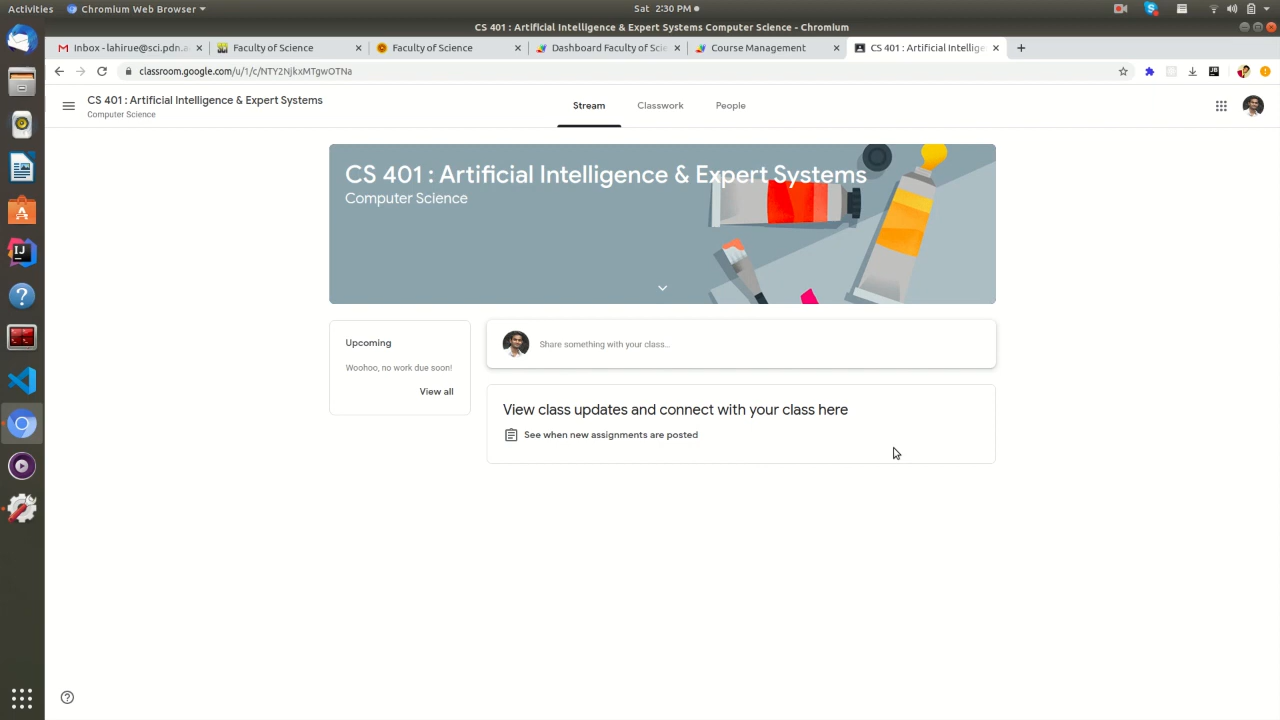 Activities
Chromium Web Browser
Sat 2:30 PM
CS 401 : Artificial Intelligence & Expert Systems Computer Science - Chromium
Inbox - lahirue@sci.pdn.a
Faculty of Science
Faculty of Science
Dashboard Faculty of Scie
Course Management
CS 401 : Artificial Intellige
classroom.google.com/u/1/c/NTY2NjkxMTgwOTNa
CS 401 : Artificial Intelligence & Expert Systems
Computer Science
Stream
Classwork
People
CS 401 : Artificial Intelligence & Expert Systems
Computer Science
Upcoming
Woohoo, no work due soon!
View all
Share something with your class...
View class updates and connect with your class here
See when new assignments are posted